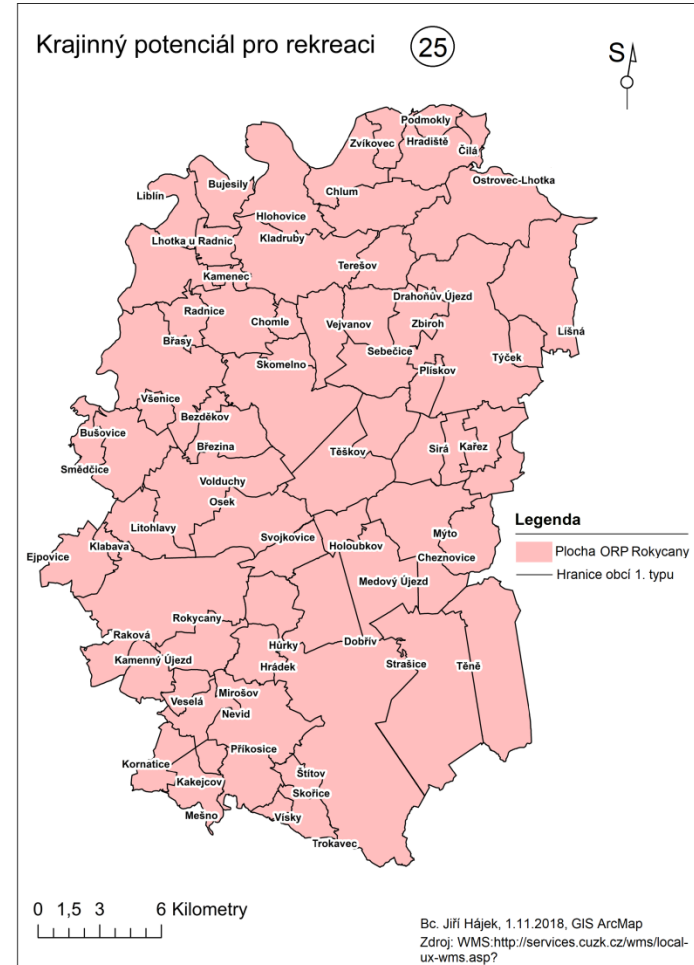 Krajinný potenciál pro rekreaci 25
S
Podmokly
Zvíkovec
Hradiště
Čilá
Ostrovec-Lhotka
Bujesily
Liblín
Chlum
Hlohovice
Lhotka u Radnic
Kladruby
Terešov
Kamenec
Drahoňův Újezd
Radnice
Chomle
Vejvanov
Zbiroh
Líšná
Břasy
Sebečice
Týček
Skomelno
Plískov
Všenice
Bezděkov
Bušovice
Březina
Těškov
Sirá
Kařez
Smědčice
Volduchy
Osek
Legenda
Litohlavy
Svojkovice
Mýto
Klabava
Holoubkov
Plocha ORP Rokycany
Ejpovice
Cheznovice
Hranice obcí 1. typu
Medový Újezd
Rokycany
Raková
Hůrky
Dobřív
Kamenný Újezd
Hrádek
Strašice
Těně
Mirošov
Veselá
Nevid
Příkosice
Kornatice
Štítov
Kakejcov
Skořice
Mešno
Vísky
Trokavec
0 1,5 3 6 Kilometry
Bc. Jiří Hájek, 1.11.2018, GIS ArcMap
Zdroj: WMS:http://services.cuzk.cz/wms/local-
ux-wms.asp?